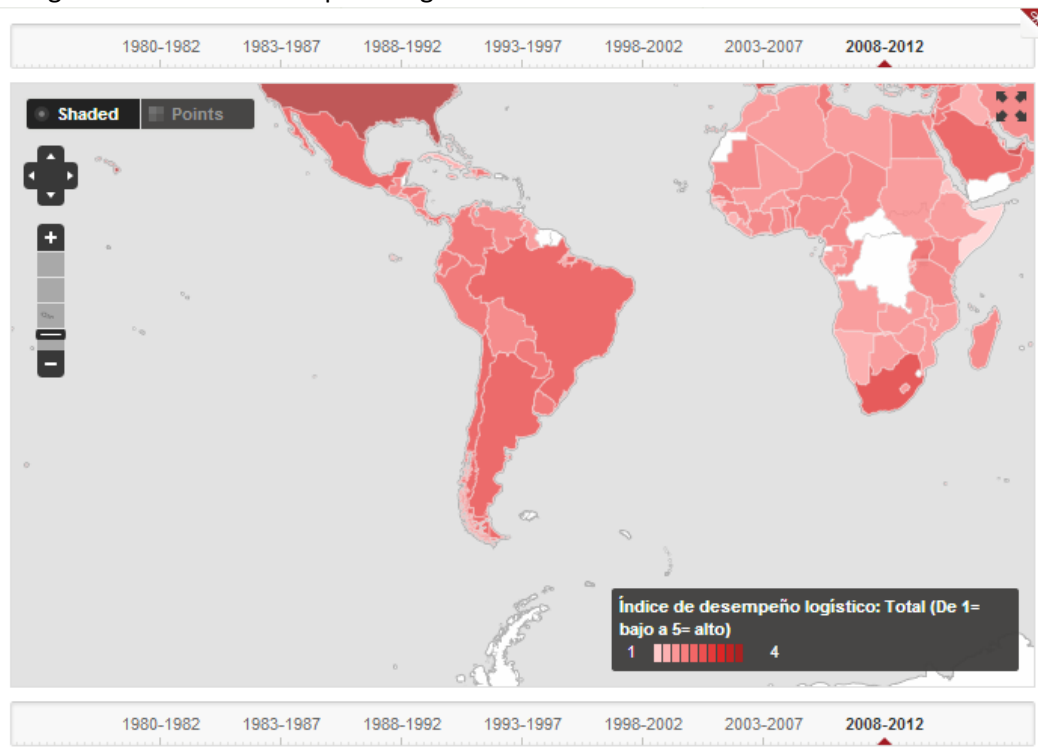 1980-1982 1983-1987 1988-1992 1993-1997 1998-2002 2003-2007 2008-2012
Shaded Points
+
−
Índice de desempeño logístico: Total (De 1=
bajo a 5= alto)
1 4
1980-1982 1983-1987 1988-1992 1993-1997 1998-2002 2003-2007 2008-2012